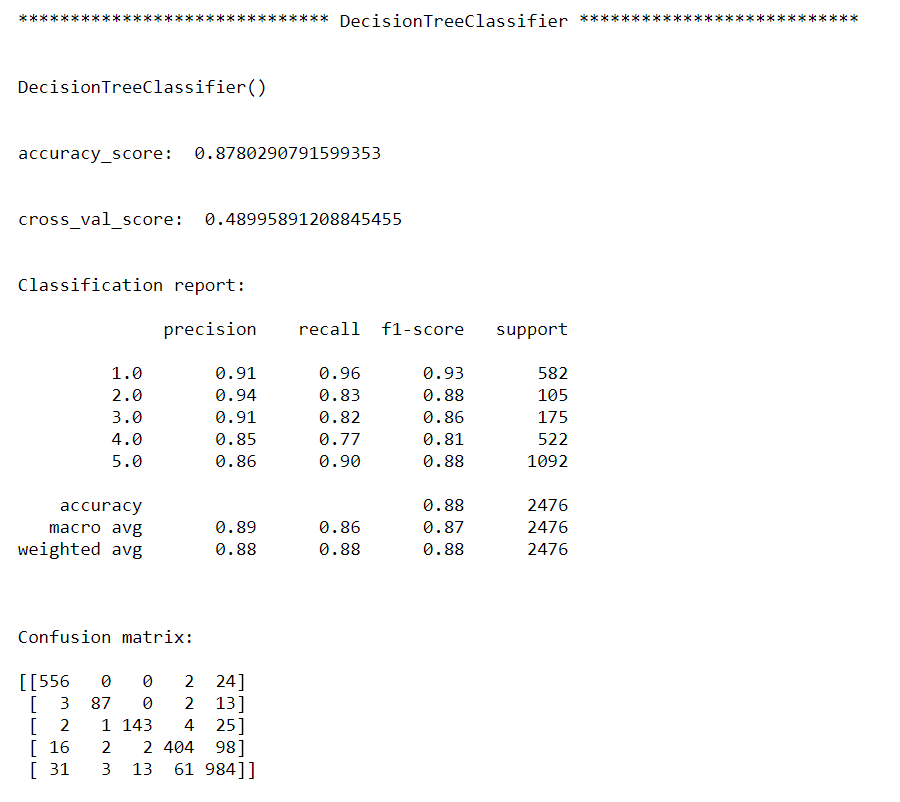 ****************************** DecisionTreeClassifier ***************************
DecisionTreeClassifier()
accuracy_score:  0.8780290791599353
cross_val_score:  0.48995891208845455
Classification report:
              precision    recall  f1-score   support
         1.0       0.91      0.96      0.93       582
         2.0       0.94      0.83      0.88       105
         3.0       0.91      0.82      0.86       175
         4.0       0.85      0.77      0.81       522
         5.0       0.86      0.90      0.88      1092
    accuracy                           0.88      2476
   macro avg       0.89      0.86      0.87      2476
weighted avg       0.88      0.88      0.88      2476
Confusion matrix:
[[556   0   0   2  24]
 [  3  87   0   2  13]
 [  2   1 143   4  25]
 [ 16   2   2 404  98]
 [ 31   3  13  61 984]]